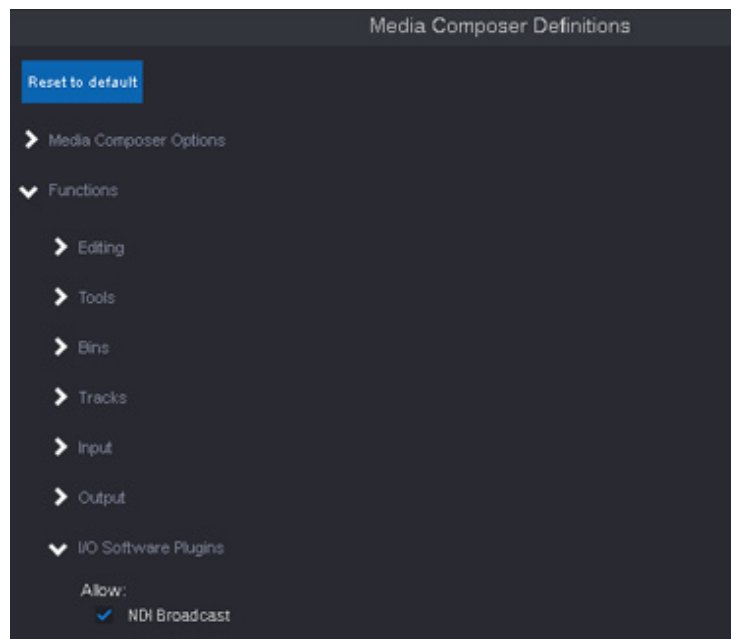 Media Composer Definitions
Reset to default
Media Composer Options
Functions
Editing
Tools
Bins
Tracks
Input
Output
I/O Software Plugins
Allow:
NDI Broadcast